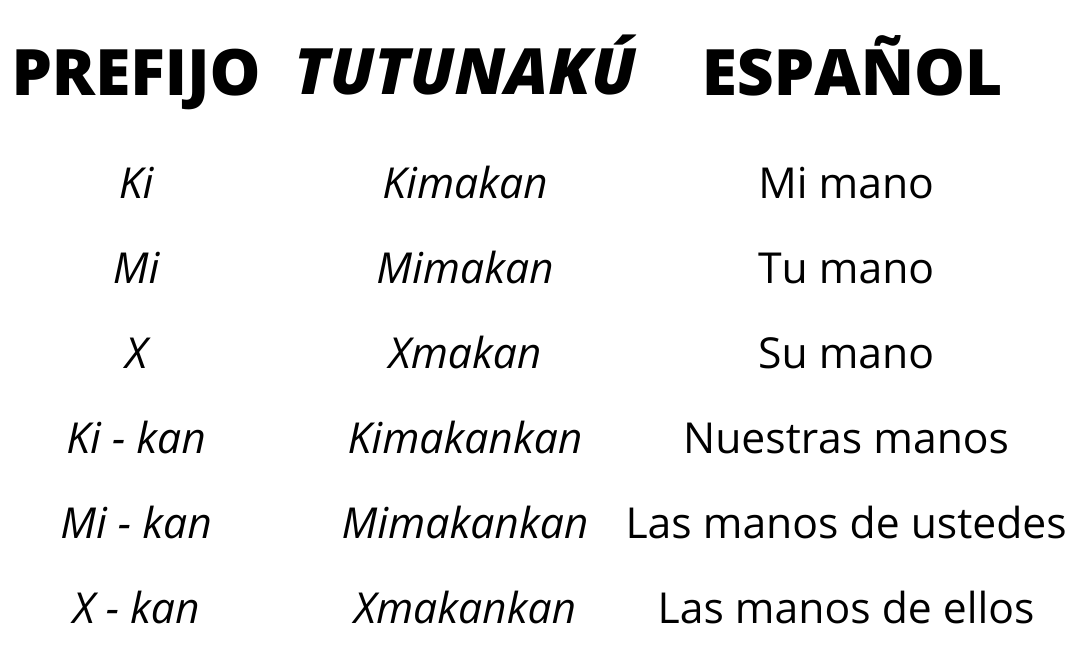 PREFIJO TUTUNAKÚ ESPAÑOL
Ki Kimakan Mi mano
Mi Mimakan Tu mano
X Xmakan Su mano
Ki - kan Kimakankan Nuestras manos
Mi - kan Mimakankan Las manos de ustedes
X - kan Xmakankan Las manos de ellos